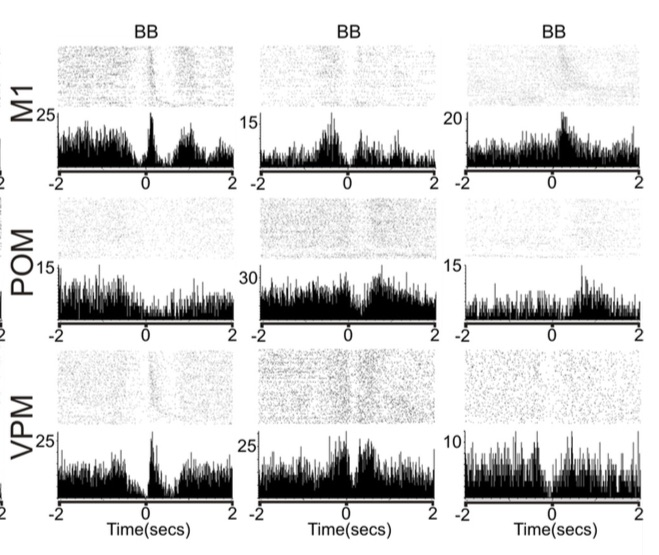 BB BB BB
M1
25 15 20
-2 0 2 -2 0 2 -2 0 2
POM
15 30 15
-2 0 2 -2 0 2 -2 0 2
VPM
25 25 10
-2 0 2 -2 0 2 -2 0 2
Time(secs) Time(secs) Time(secs)